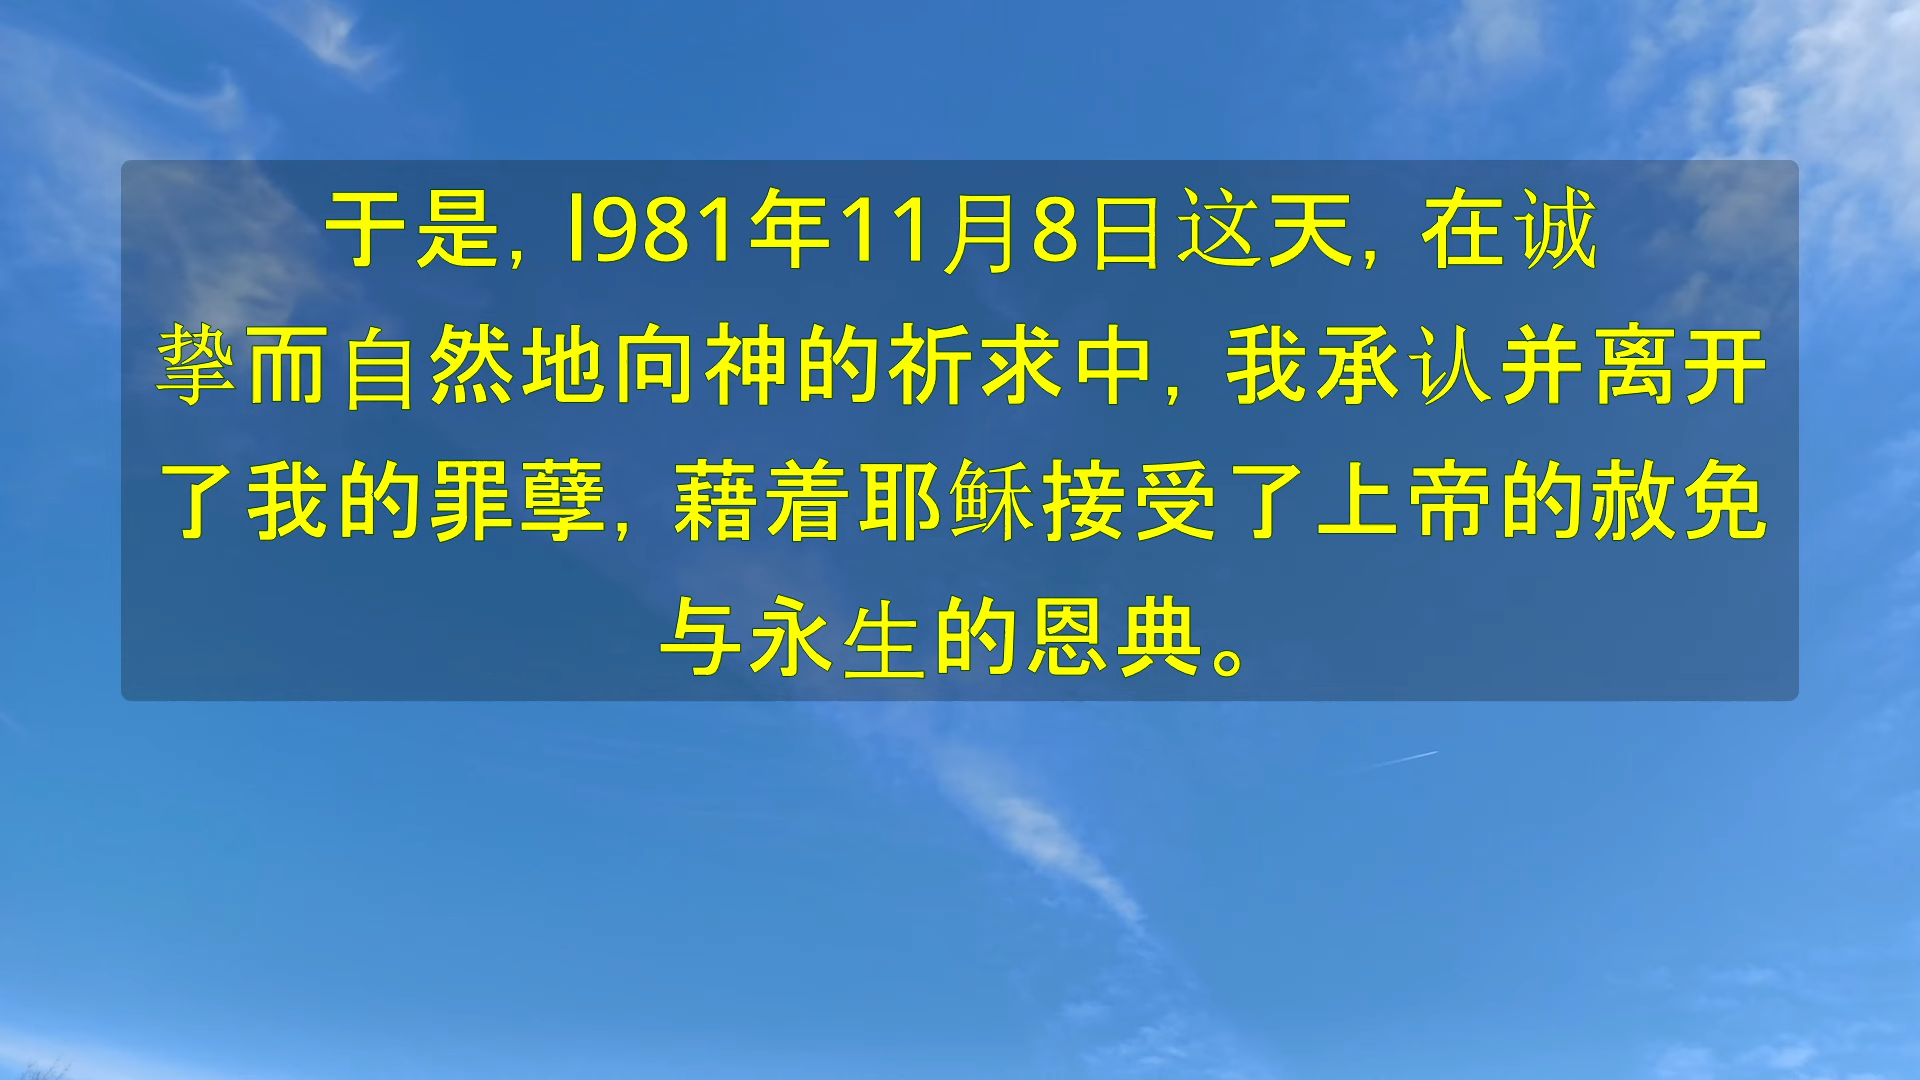 于是, l981年11月8日这天, 在诚
挚而自然地向神的祈求中, 我承认并离开
了我的罪孽, 藉着耶稣接受了上帝的赦免
与永生的恩典。